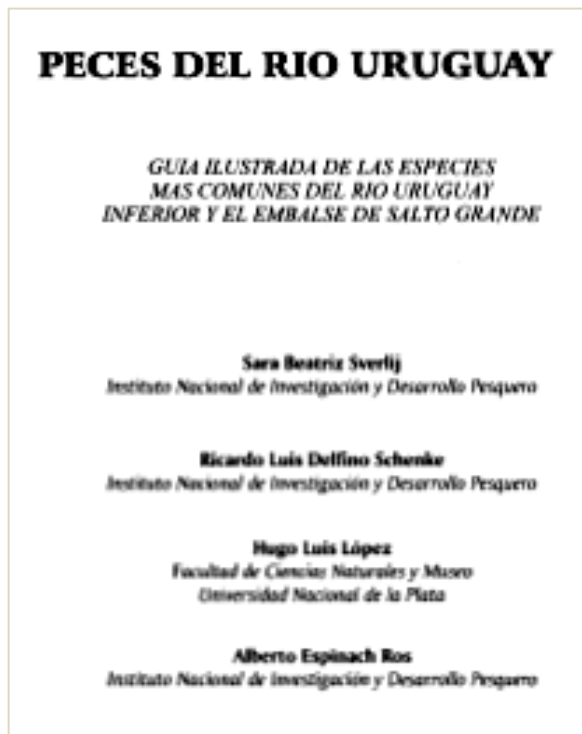 PECES DEL RIO URUGUAY
GUIA ILUSTRADA DE LAS ESPECIES
MAS COMUNES DEL RIO URUGUAY
INFERIOR Y EL EMBALSE DE SALTO GRANDE
Sara Beatriz Sverlij
Instituto Nacional de Investigación y Desarrollo Pesquero
Ricardo Luis Delfino Schenke
Instituto Nacional de Investigación y Desarrollo Pesquero
Hugo Luis López
Facultad de Ciencias Naturales y Museo
Universidad Nacional de la Plata
Alberto Espinach Ros
Instituto Nacional de Investigación y Desarrollo Pesquero